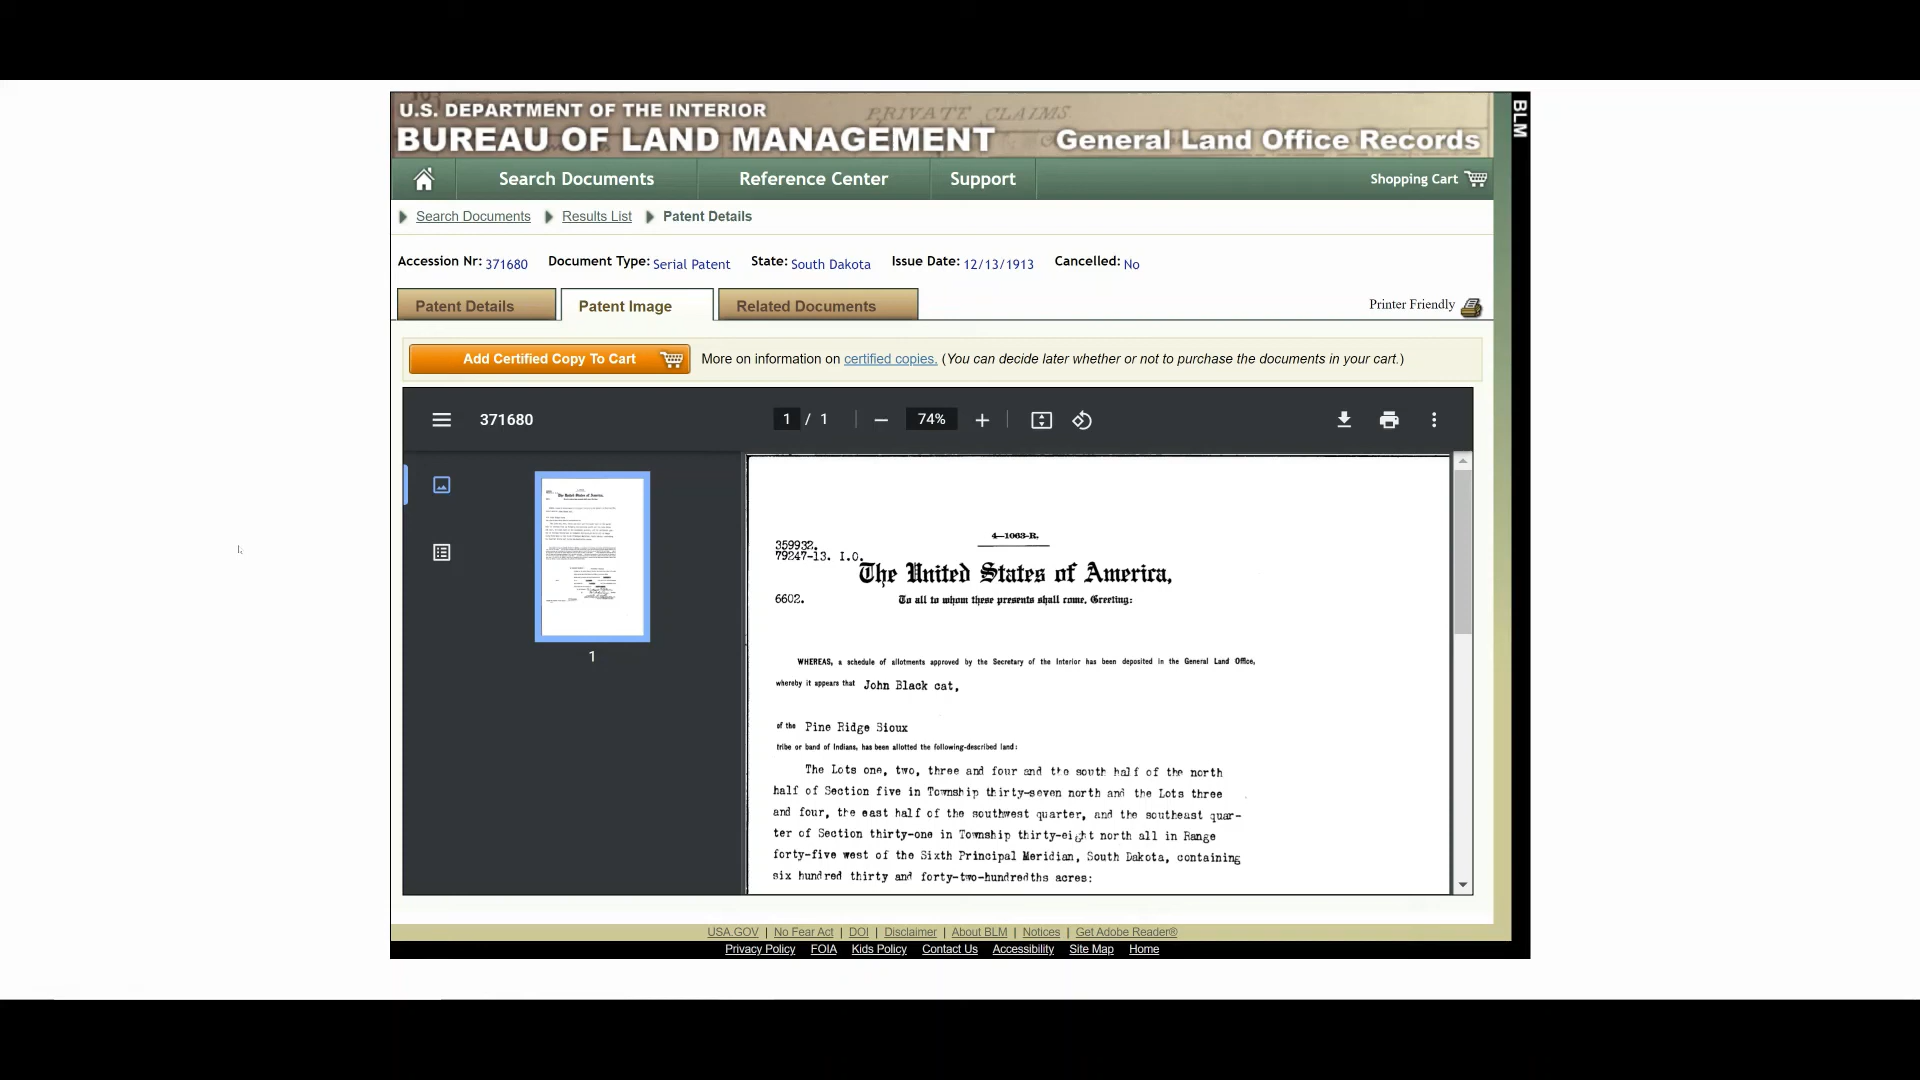 PRIVATE CLAIMS
U.S. DEPARTMENT OF THE INTERIOR
BUREAU OF LAND MANAGEMENT
General Land Office Records
BLM
Search Documents
Reference Center
Support
Shopping Cart
Search Documents
Results List
Patent Details
Accession Nr: 371680 Document Type: Serial Patent State: South Dakota Issue Date: 12/13/1913 Cancelled: No
Patent Details
Patent Image
Related Documents
Printer Friendly
Add Certified Copy To Cart
More on information on certified copies. (You can decide later whether or not to purchase the documents in your cart.)
371680
1 / 1
74%
1
4—1063-R.
359932.
79247-13. I.O.
The United States of America,
6602.
To all to whom these presents shall come, Greeting:
WHEREAS, a schedule of allotments approved by the Secretary of the Interior has been deposited in the General Land Office,
whereby it appears that John Black cat,
of the Pine Ridge Sioux
tribe or band of Indians, has been allotted the following-described land:
The Lots one, two, three and four and the south half of the north
half of Section five in Township thirty-seven north and the Lots three
and four, the east half of the southwest quarter, and the southeast quar-
ter of Section thirty-one in Township thirty-eight north all in Range
forty-five west of the Sixth Principal Meridian, South Dakota, containing
six hundred thirty and forty-two-hundredths acres:
USA.GOV | No Fear Act | DOI | Disclaimer | About BLM | Notices | Get Adobe Reader®
Privacy Policy FOIA Kids Policy Contact Us Accessibility Site Map Home